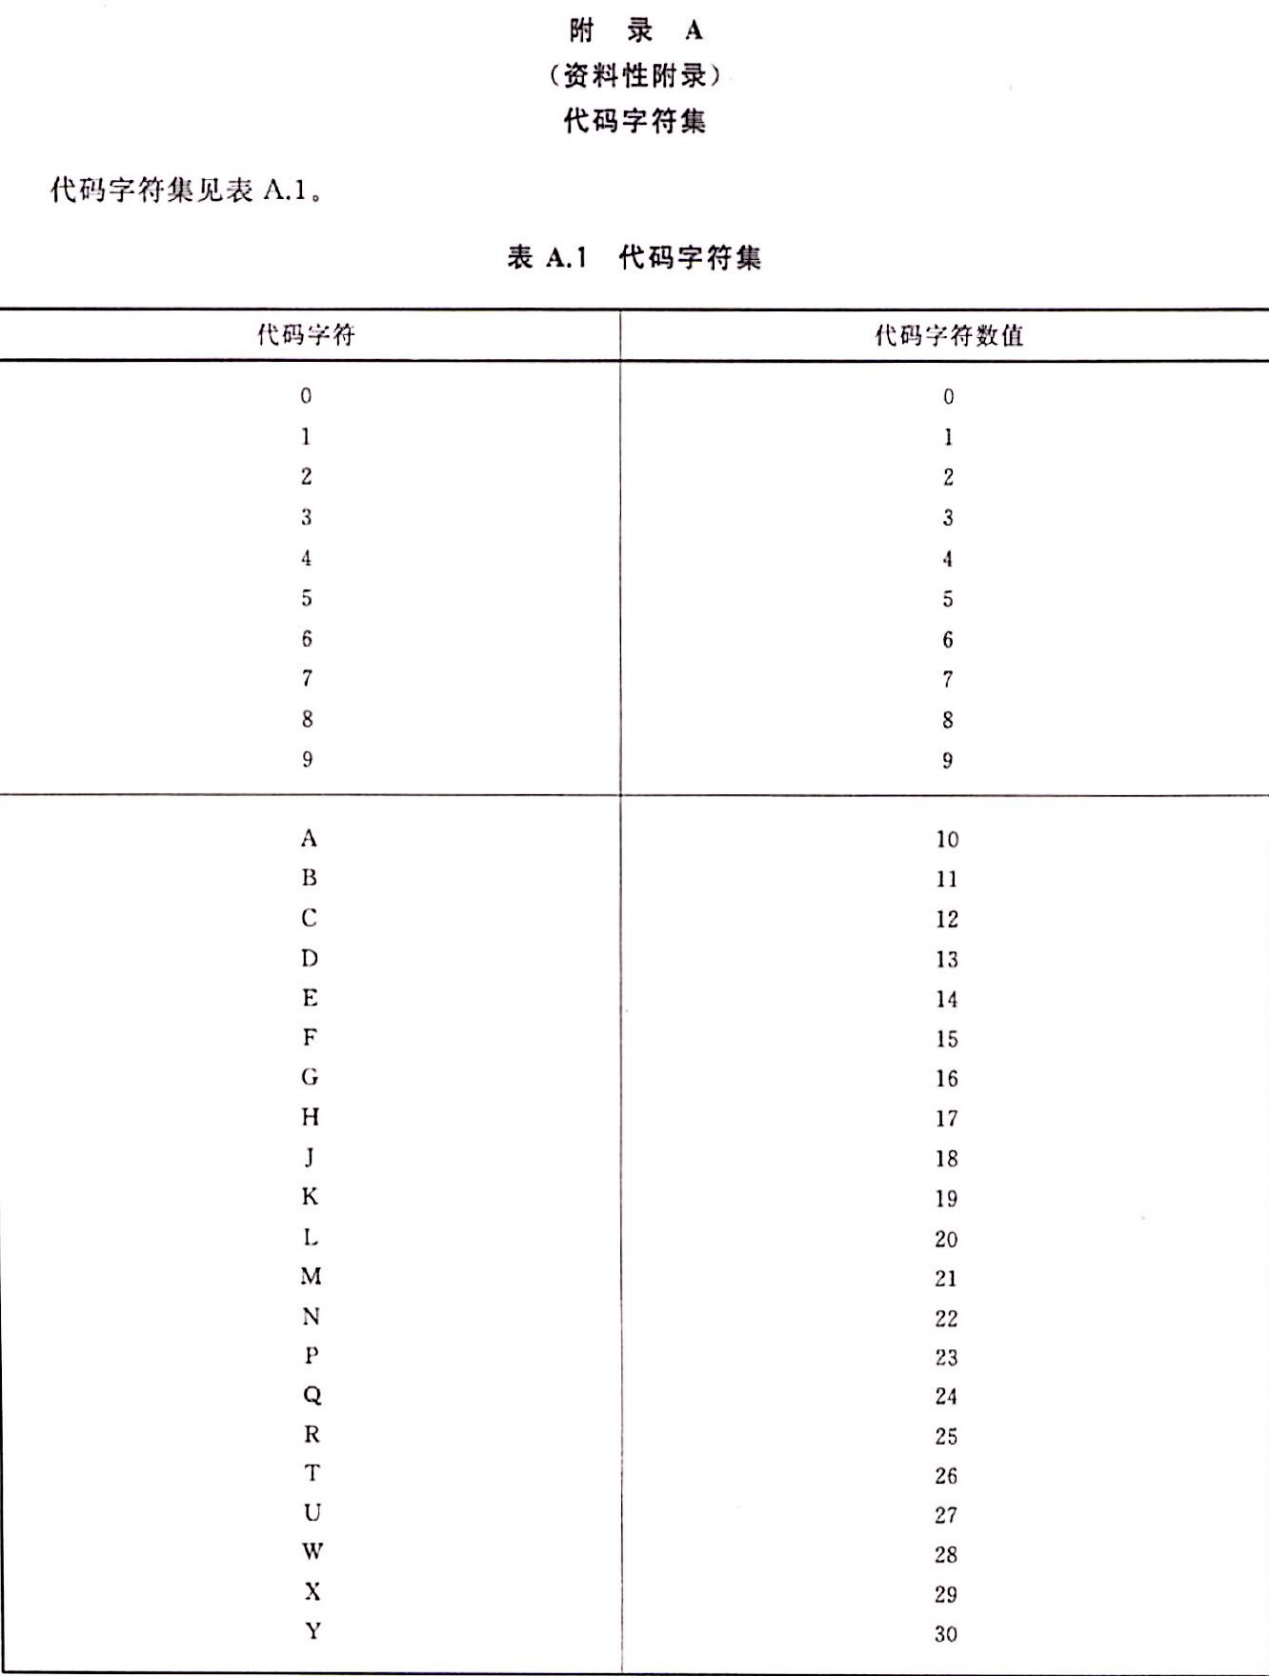 附 录 A
（资料性附录）
代码字符集
代码字符集见表 A.1。
表 A.1 代码字符集
代码字符 代码字符数值
0 0
1 1
2 2
3 3
4 4
5 5
6 6
7 7
8 8
9 9
A 10
B 11
C 12
D 13
E 14
F 15
G 16
H 17
J 18
K 19
L 20
M 21
N 22
P 23
Q 24
R 25
T 26
U 27
W 28
X 29
Y 30